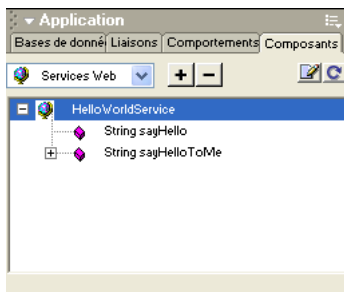 Application
Bases de donné Liaisons Comportements Composants
Services Web
HelloWorldService
String sayHello
String sayHelloToMe